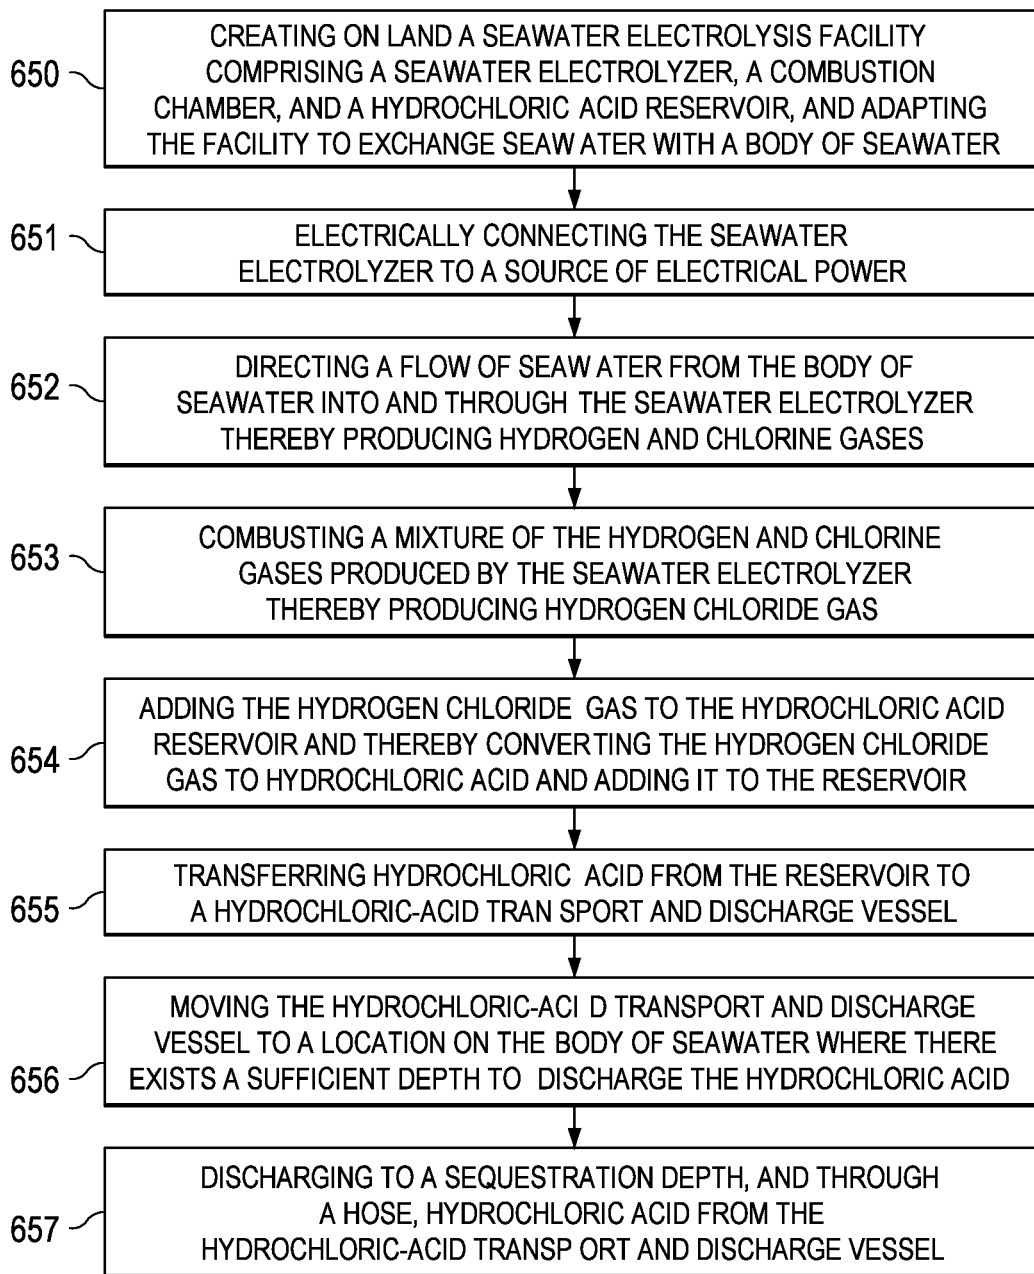 650
CREATING ON LAND A SEAWATER ELECTROLYSIS FACILITY
COMPRISING A SEAWATER ELECTROLYZER, A COMBUSTION
CHAMBER, AND A HYDROCHLORIC ACID RESERVOIR, AND ADAPTING
THE FACILITY TO EXCHANGE SEAW ATER WITH A BODY OF SEAWATER
651
ELECTRICALLY CONNECTING THE SEAWATER
ELECTROLYZER TO A SOURCE OF ELECTRICAL POWER
652
DIRECTING A FLOW OF SEAW ATER FROM THE BODY OF
SEAWATER INTO AND THROUGH THE SEAWATER ELECTROLYZER
THEREBY PRODUCING HYDROGEN AND CHLORINE GASES
653
COMBUSTING A MIXTURE OF THE HYDROGEN AND CHLORINE
GASES PRODUCED BY THE SEAWATER ELECTROLYZER
THEREBY PRODUCING HYDROGEN CHLORIDE GAS
654
ADDING THE HYDROGEN CHLORIDE GAS TO THE HYDROCHLORIC ACID
RESERVOIR AND THEREBY CONVERTING THE HYDROGEN CHLORIDE
GAS TO HYDROCHLORIC ACID AND ADDING IT TO THE RESERVOIR
655
TRANSFERRING HYDROCHLORIC ACID FROM THE RESERVOIR TO
A HYDROCHLORIC-ACID TRAN SPORT AND DISCHARGE VESSEL
656
MOVING THE HYDROCHLORIC-ACI D TRANSPORT AND DISCHARGE
VESSEL TO A LOCATION ON THE BODY OF SEAWATER WHERE THERE
EXISTS A SUFFICIENT DEPTH TO DISCHARGE THE HYDROCHLORIC ACID
657
DISCHARGING TO A SEQUESTRATION DEPTH, AND THROUGH
A HOSE, HYDROCHLORIC ACID FROM THE
HYDROCHLORIC-ACID TRANSP ORT AND DISCHARGE VESSEL